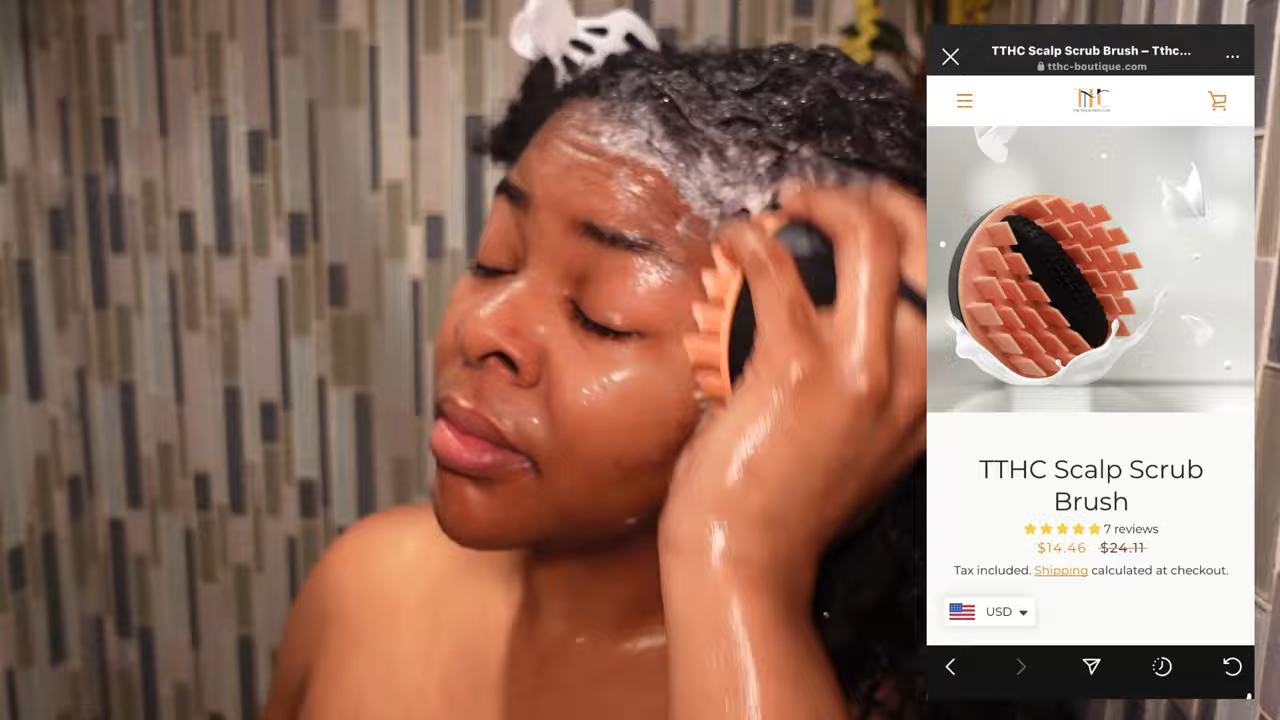 TTHC Scalp Scrub Brush – Tthc...
tthc-boutique.com
TTHC
TTHC Scalp Scrub
Brush
7 reviews
$14.46 $24.11
Tax included. Shipping calculated at checkout.
USD